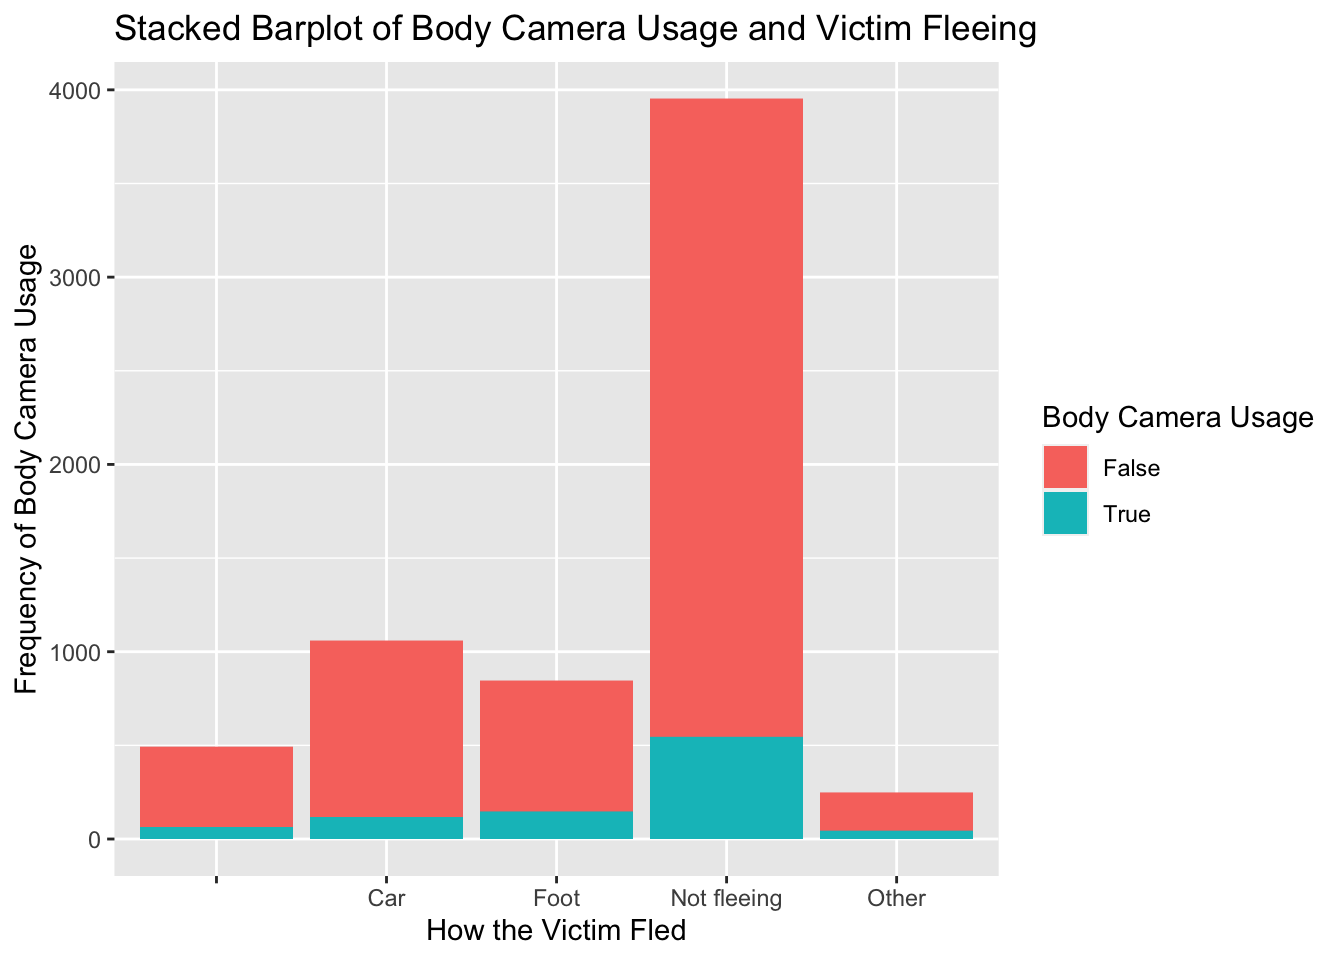 Stacked Barplot of Body Camera Usage and Victim Fleeing
Frequency of Body Camera Usage
4000
3000
2000
1000
0
Car
Foot
Not fleeing
Other
How the Victim Fled
Body Camera Usage
False
True